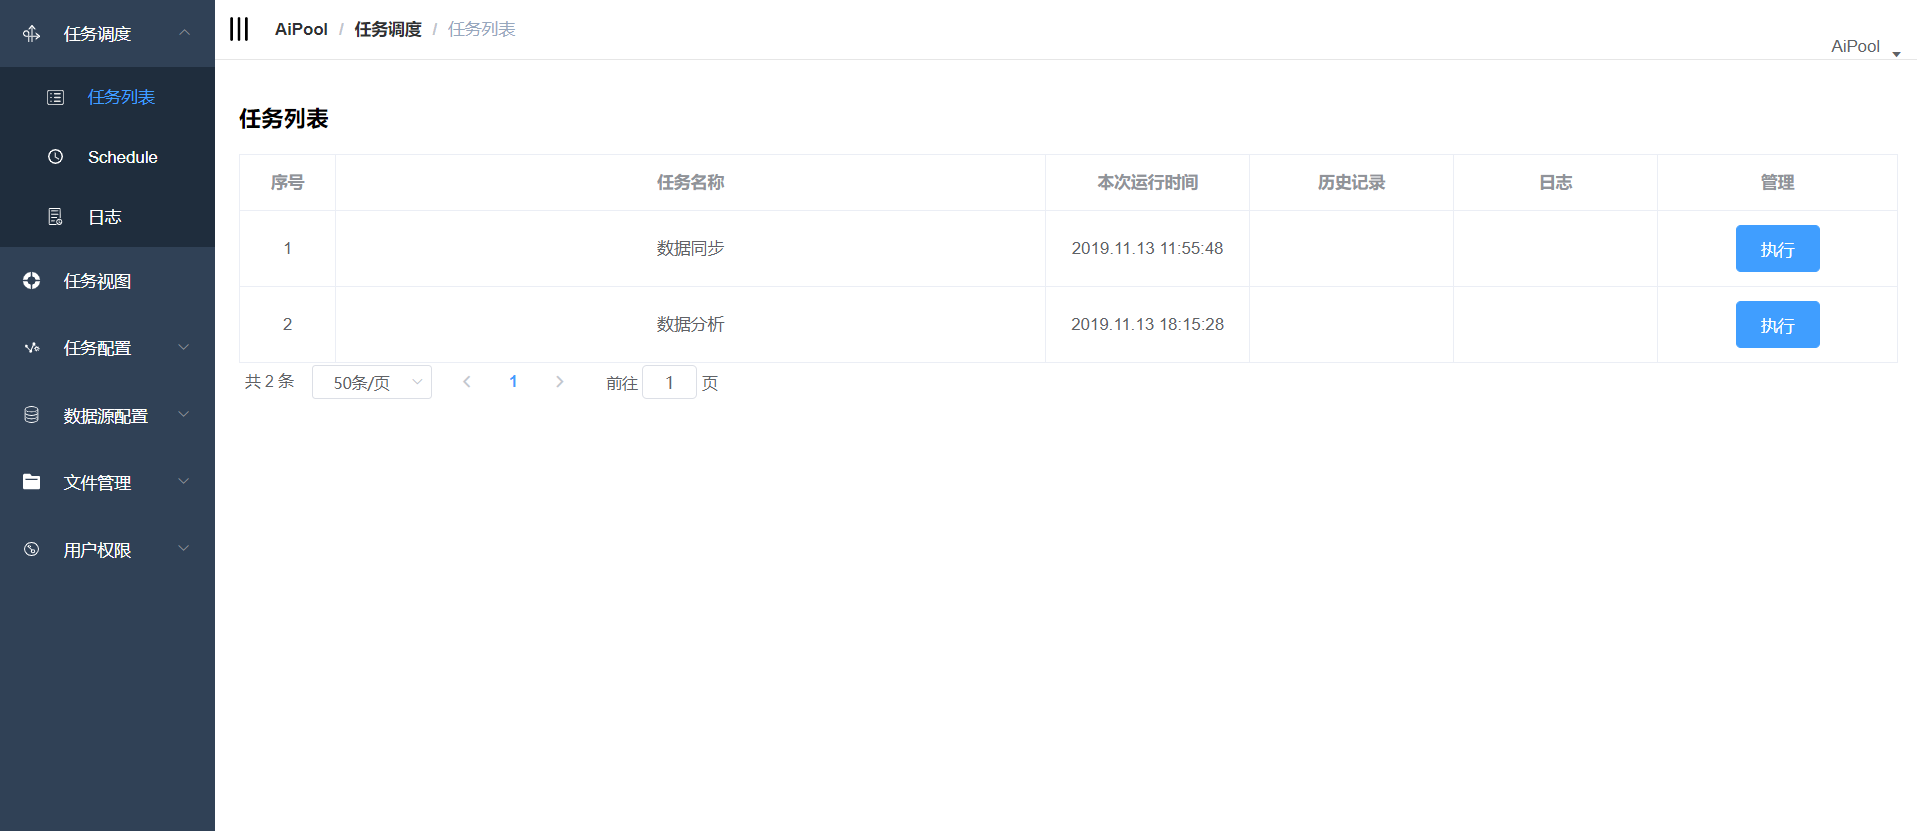 任务调度
任务列表
Schedule
日志
任务视图
任务配置
数据源配置
文件管理
用户权限
AiPool / 任务调度 / 任务列表
AiPool
任务列表
序号 任务名称 本次运行时间 历史记录 日志 管理
1 数据同步 2019.11.13 11:55:48 执行
2 数据分析 2019.11.13 18:15:28 执行
共 2 条 50条/页 1 前往 1 页